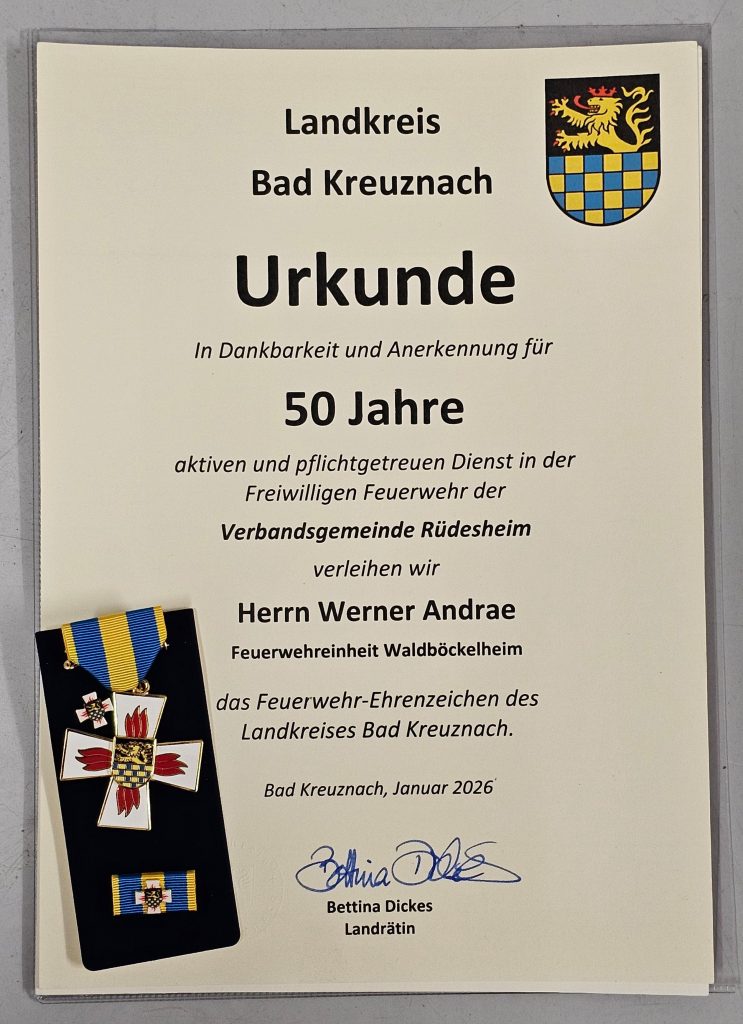 Landkreis
Bad Kreuznach
Urkunde
In Dankbarkeit und Anerkennung für
50 Jahre
aktiven und pflichtgetreuen Dienst in der
Freiwilligen Feuerwehr der
Verbandsgemeinde Rüdesheim
verleihen wir
Herrn Werner Andrae
Feuerwehreinheit Waldböckelheim
das Feuerwehr-Ehrenzeichen des
Landkreises Bad Kreuznach.
Bad Kreuznach, Januar 2026
Bettina Dickes
Bettina Dickes
Landrätin